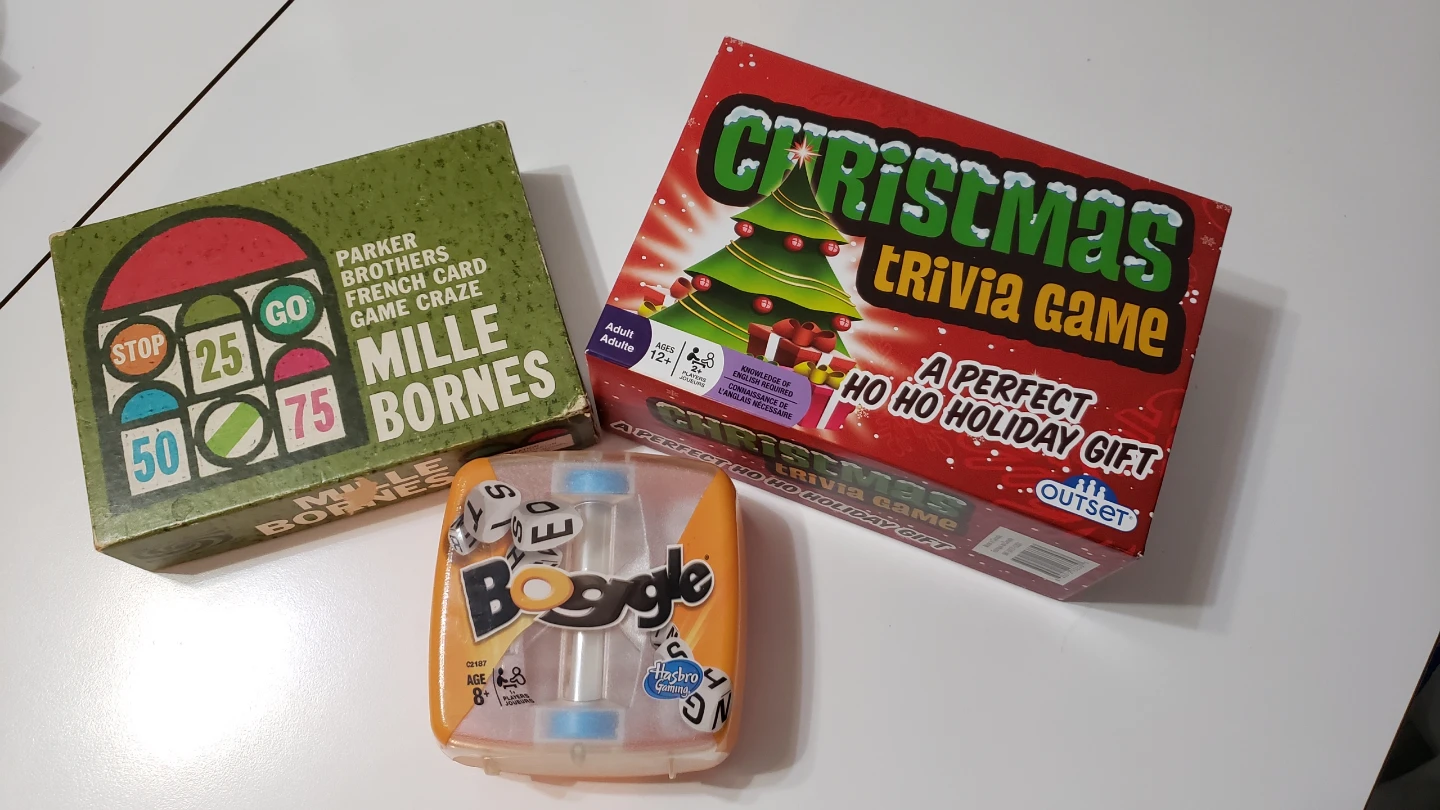 PARKER
BROTHERS
FRENCH CARD
GAME CRAZE
MILLE
BORNES
STOP
25
GO
50
75
MILLE
BORNES
CHRISTMAS
TRIVIA GAME
A PERFECT
HO HO HOLIDAY GIFT
Adult
Adulte
AGES
12+
2+
PLAYERS
JOUEURS
KNOWLEDGE OF
ENGLISH REQUIRED
CONNAISSANCE DE
L'ANGLAIS NÉCESSAIRE
OUTSET
CHRISTMAS
TRIVIA GAME
A PERFECT HO HO HOLIDAY GIFT
S
T
I
S
H
D
E
Boggle
C2187
AGE
8+
1+
PLAYERS
JOUEURS
Hasbro
Gaming
N
S
H
G
N